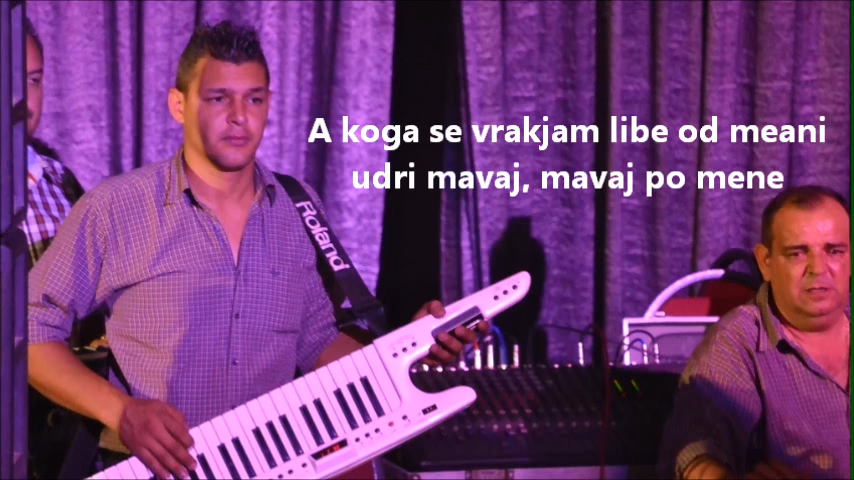 A koga se vrakjam libe od meani
udri mavaj, mavaj po mene
Roland